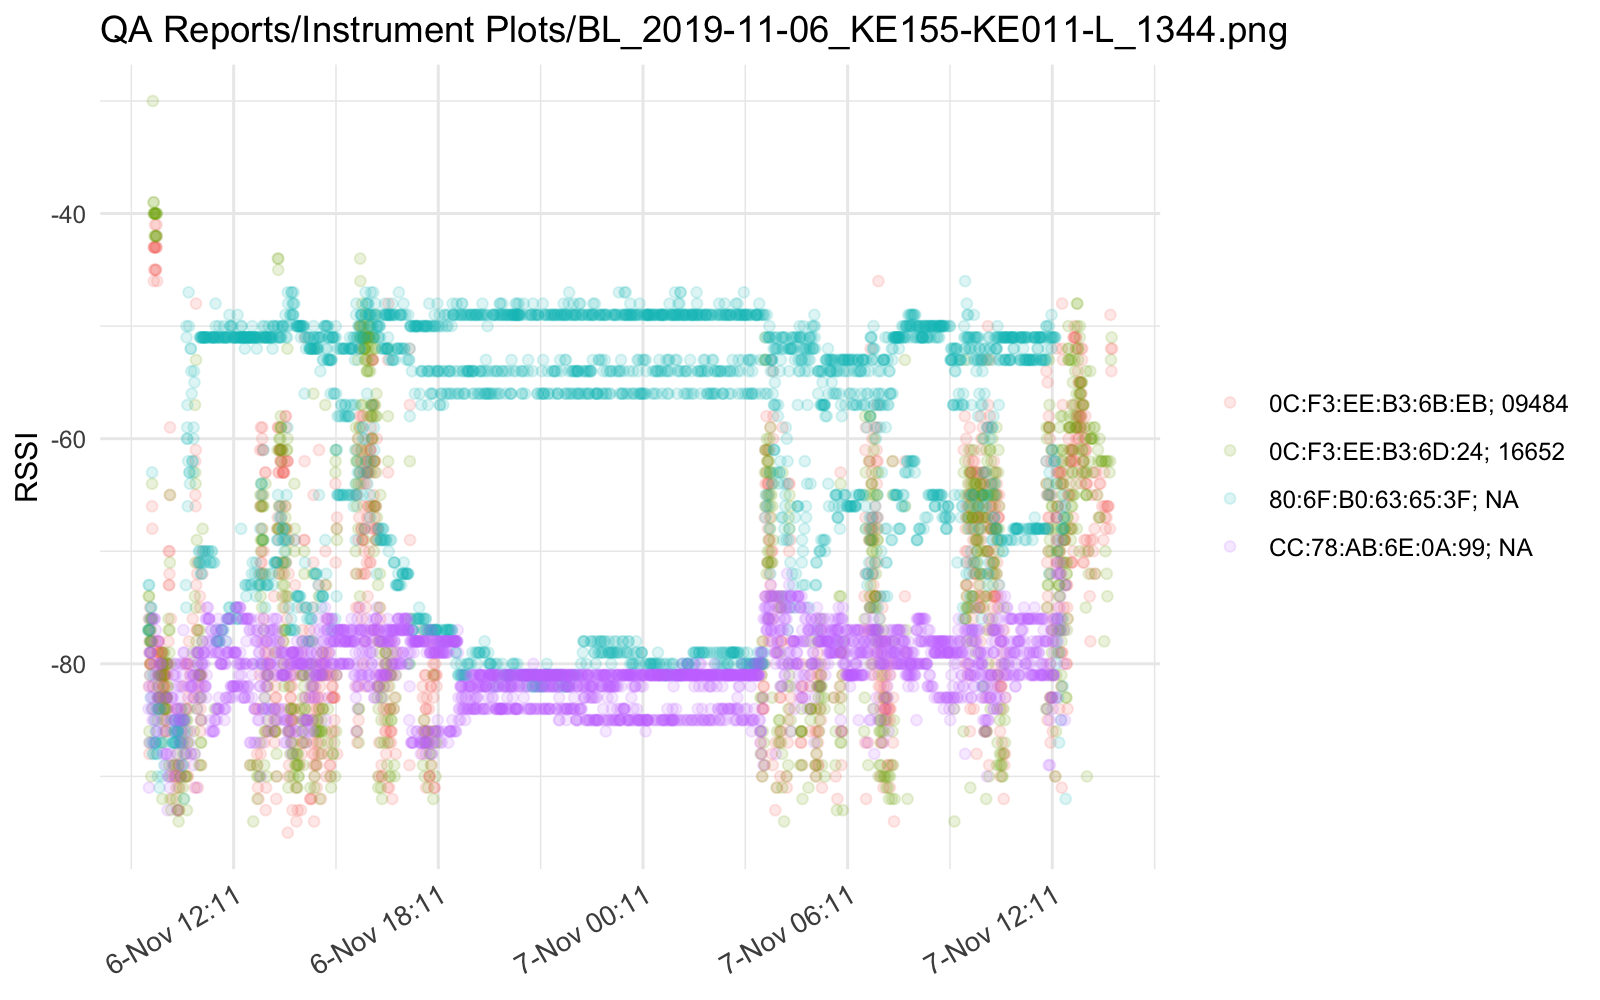 QA Reports/Instrument Plots/BL_2019-11-06_KE155-KE011-L_1344.png
RSSI
-40
-60
-80
6-Nov 12:11
6-Nov 18:11
7-Nov 00:11
7-Nov 06:11
7-Nov 12:11
0C:F3:EE:B3:6B:EB; 09484
0C:F3:EE:B3:6D:24; 16652
80:6F:B0:63:65:3F; NA
CC:78:AB:6E:0A:99; NA